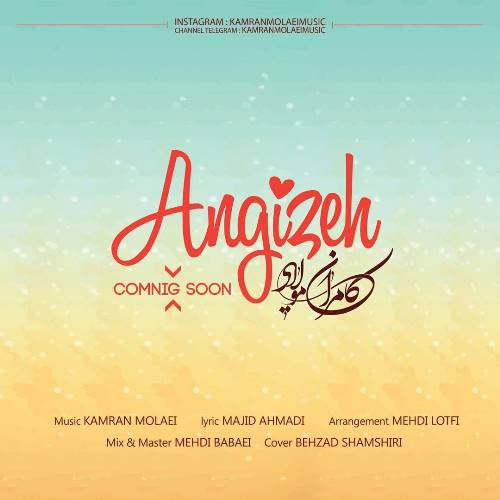 INSTAGRAM : KAMRANMOLAEIMUSIC
CHANNEL TELEGRAM : KAMRANMOLAEIMUSIC
Angizeh
COMNIG SOON
کامران مولایی
Music KAMRAN MOLAEI lyric MAJID AHMADI Arrangement MEHDI LOTFI
Mix & Master MEHDI BABAEI Cover BEHZAD SHAMSHIRI